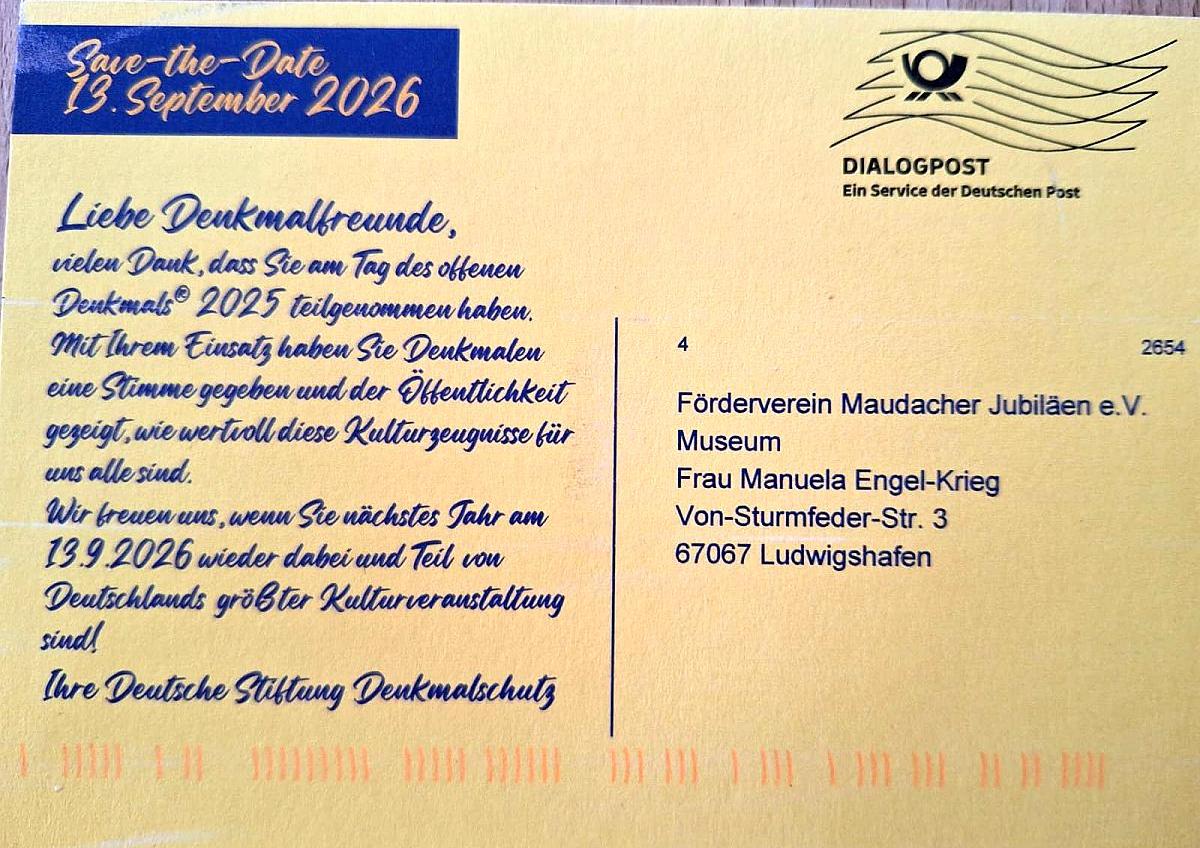 Save-the-Date
13. September 2026
DIALOGPOST
Ein Service der Deutschen Post
Liebe Denkmalfreunde,
vielen Dank, dass Sie am Tag des offenen
Denkmals® 2025 teilgenommen haben.
Mit Ihrem Einsatz haben Sie Denkmalen
eine Stimme gegeben und der Öffentlichkeit
gezeigt, wie wertvoll diese Kulturzeugnisse für
uns alle sind.
Wir freuen uns, wenn Sie nächstes Jahr am
13.9.2026 wieder dabei und Teil von
Deutschlands größter Kulturveranstaltung
sind!
Ihre Deutsche Stiftung Denkmalschutz
4 2654
Förderverein Maudacher Jubiläen e.V.
Museum
Frau Manuela Engel-Krieg
Von-Sturmfeder-Str. 3
67067 Ludwigshafen